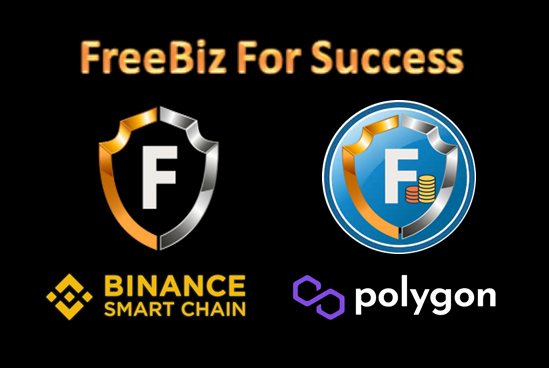 FreeBiz For Success
F
F
BINANCE
SMART CHAIN
polygon